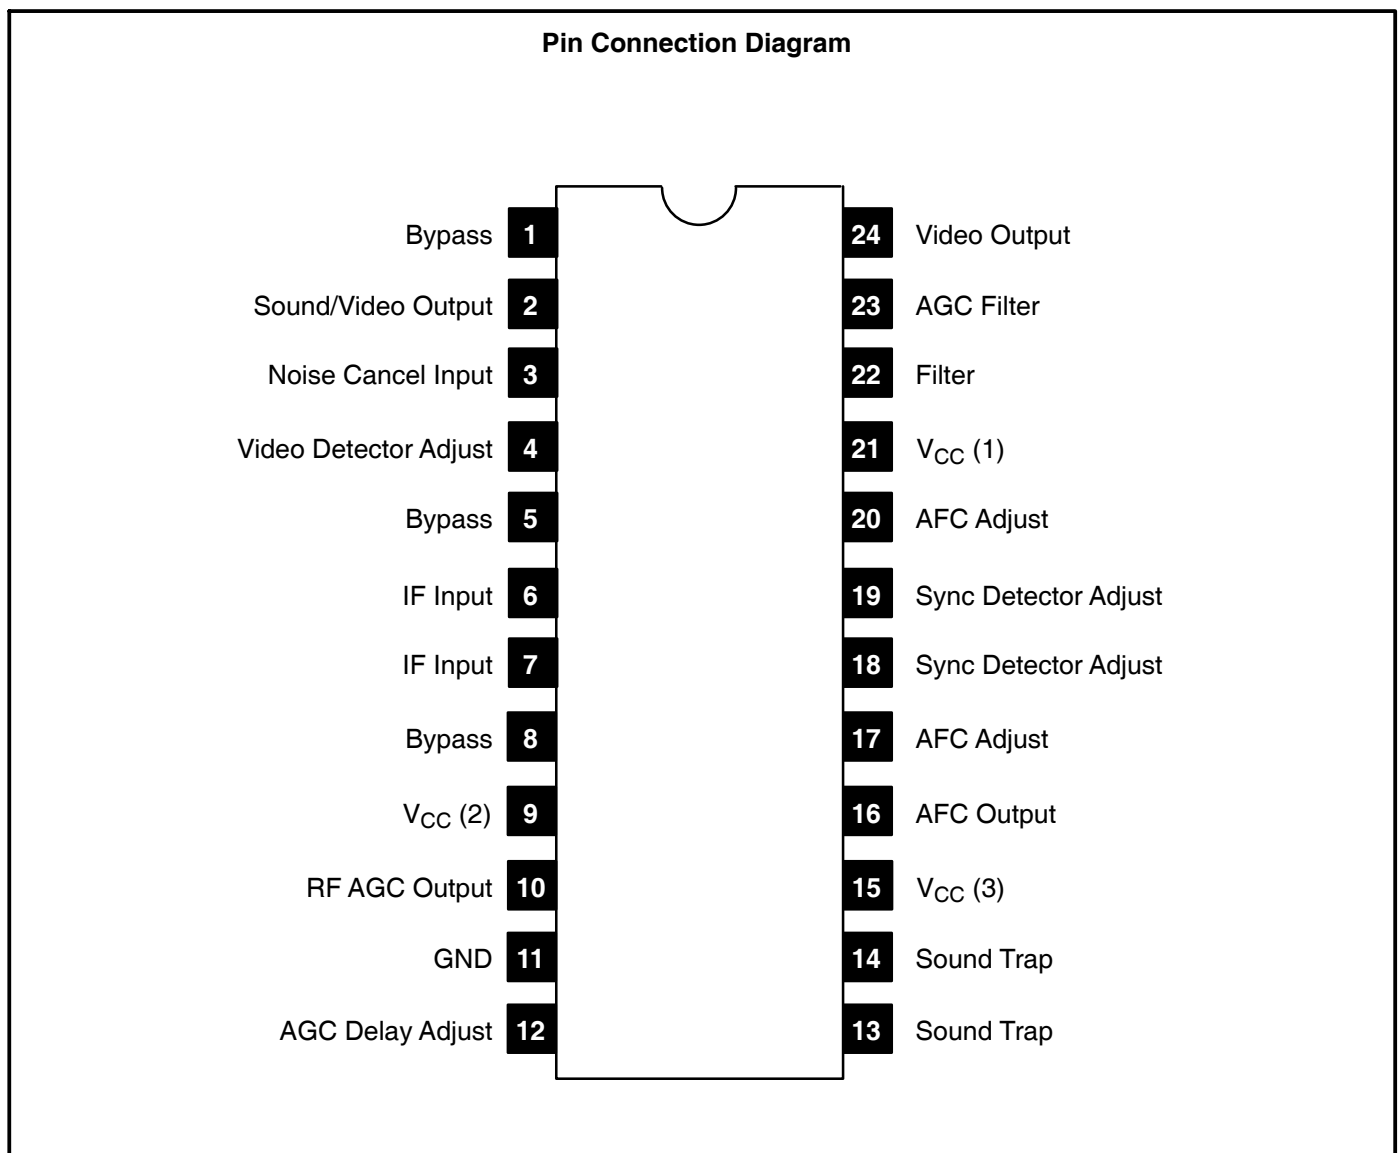 Pin Connection Diagram
Bypass 1 24 Video Output
Sound/Video Output 2 23 AGC Filter
Noise Cancel Input 3 22 Filter
Video Detector Adjust 4 21 VCC (1)
Bypass 5 20 AFC Adjust
IF Input 6 19 Sync Detector Adjust
IF Input 7 18 Sync Detector Adjust
Bypass 8 17 AFC Adjust
VCC (2) 9 16 AFC Output
RF AGC Output 10 15 VCC (3)
GND 11 14 Sound Trap
AGC Delay Adjust 12 13 Sound Trap